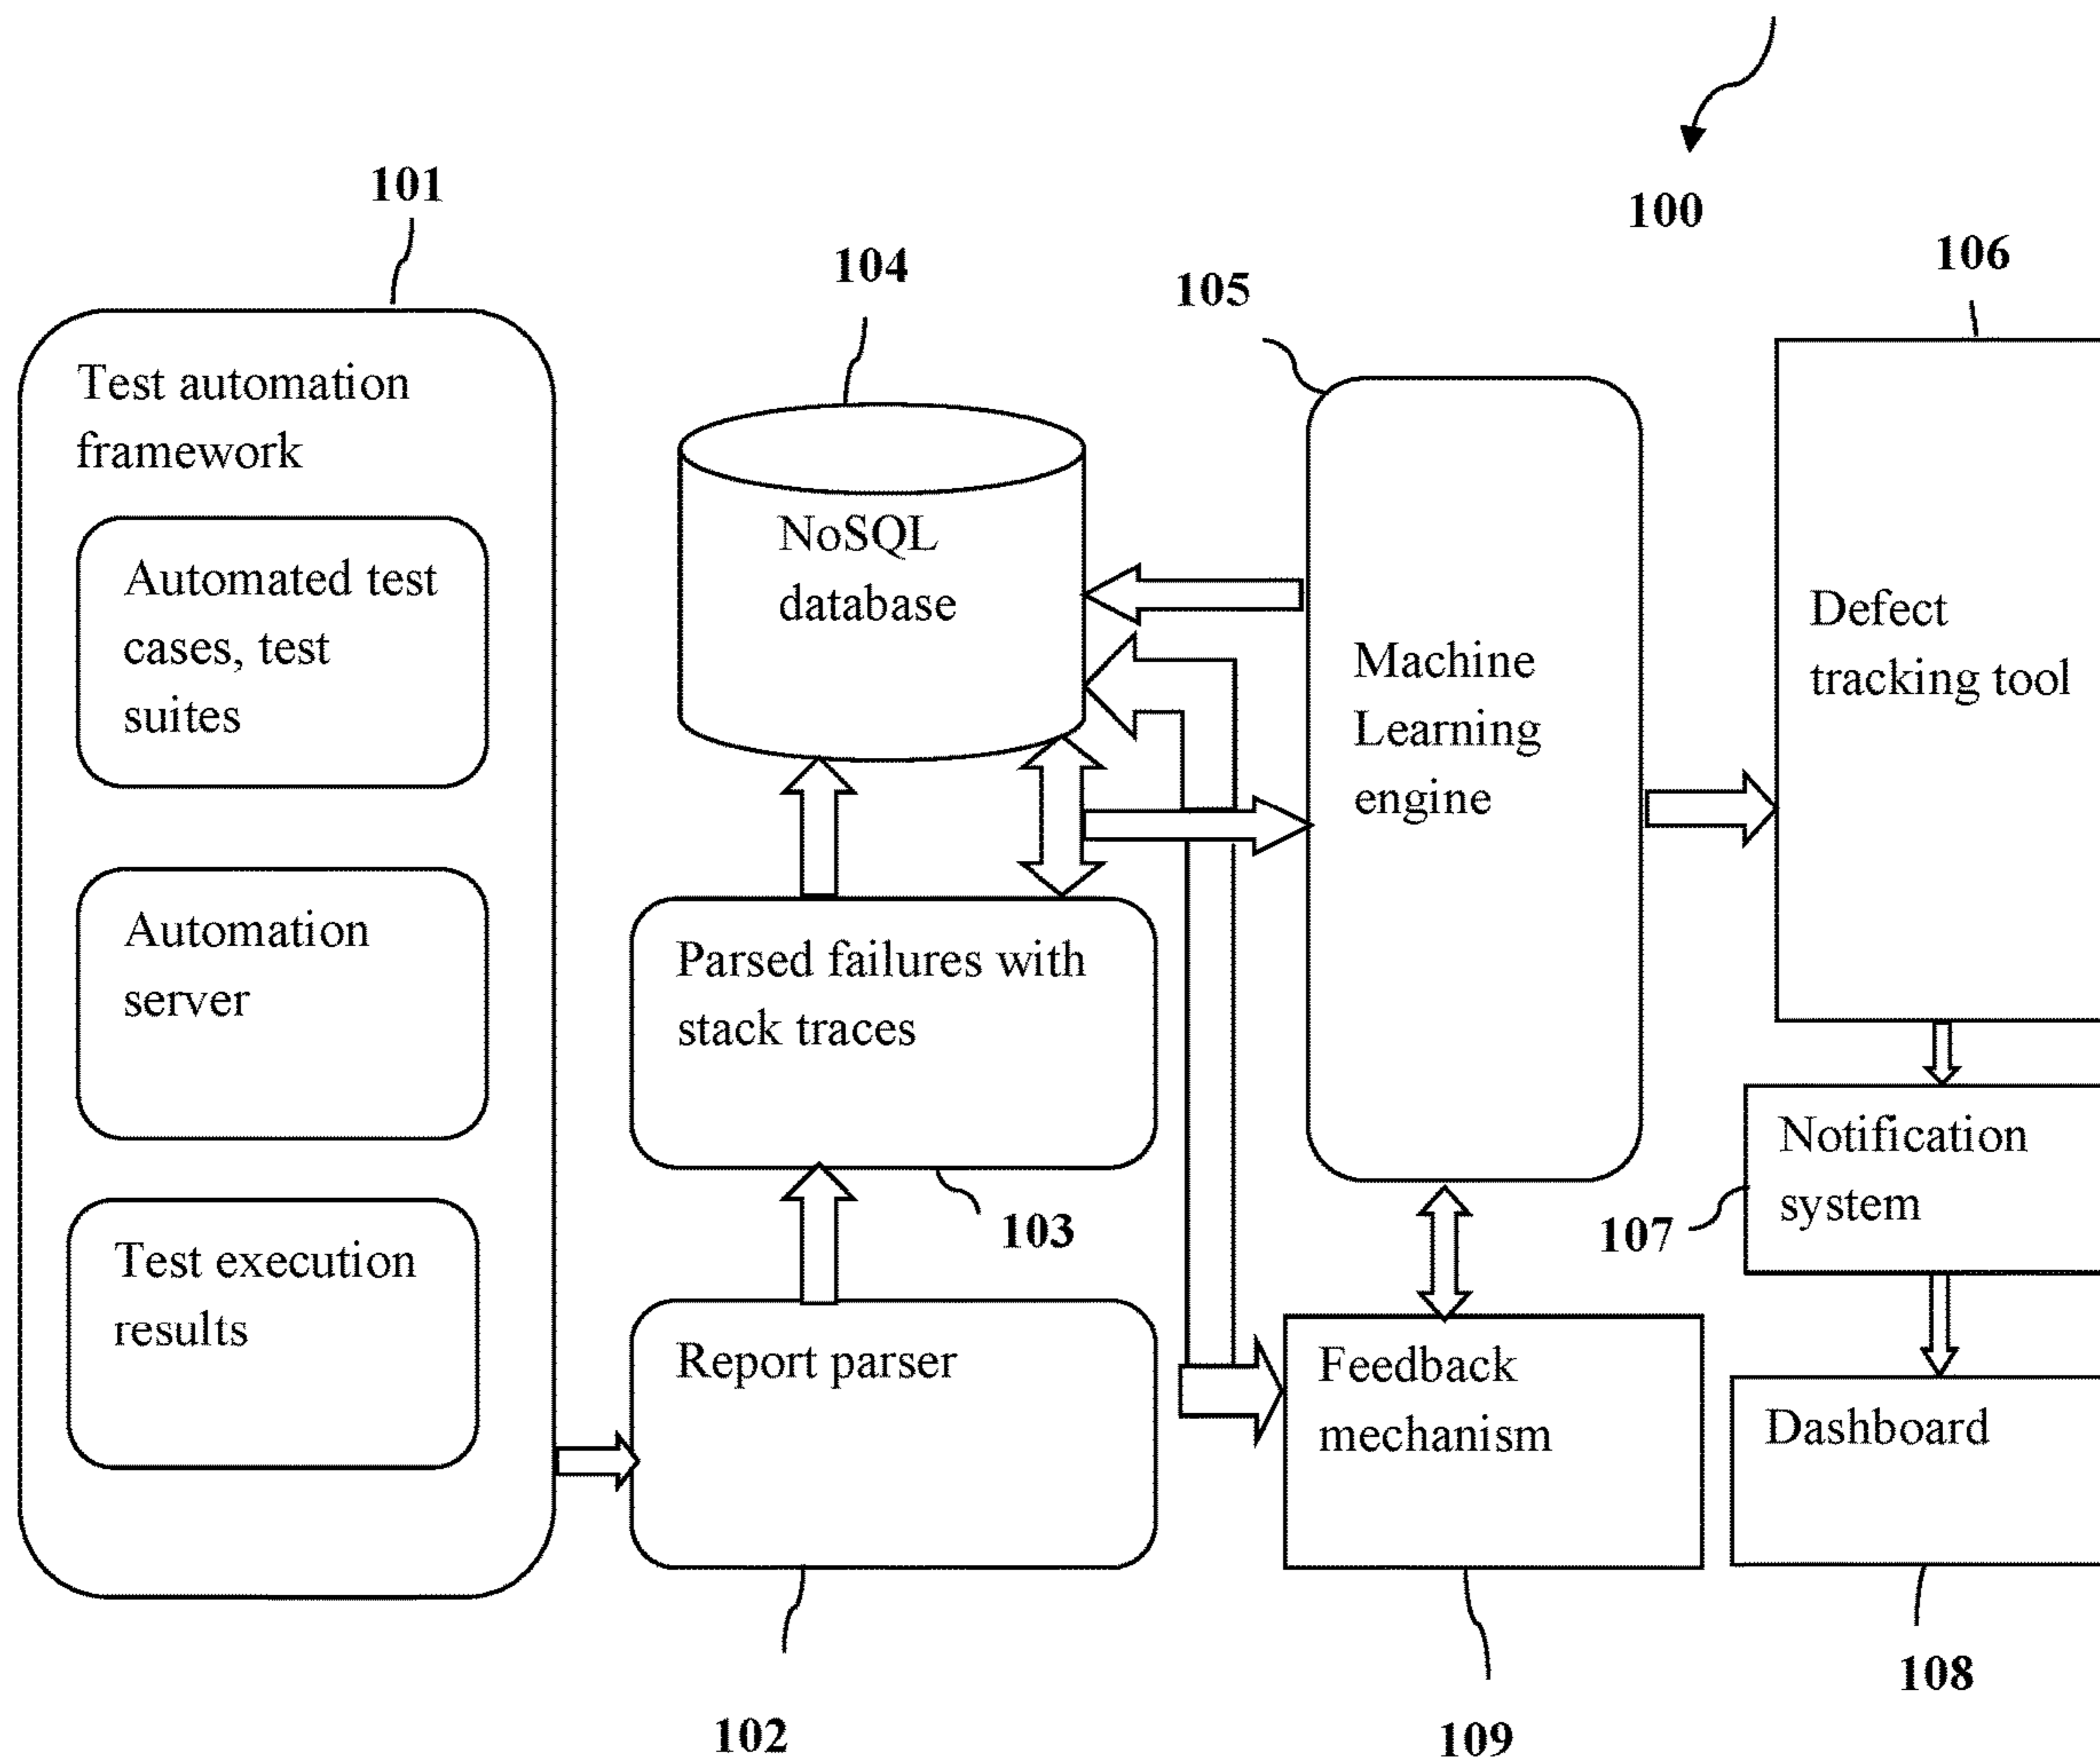 100
101
104
105
106
Test automation
framework
Automated test
cases, test
suites
Automation
server
Test execution
results
NoSQL
database
Parsed failures with
stack traces
103
Report parser
102
Machine
Learning
engine
Feedback
mechanism
109
Defect
tracking tool
Notification
system
107
Dashboard
108